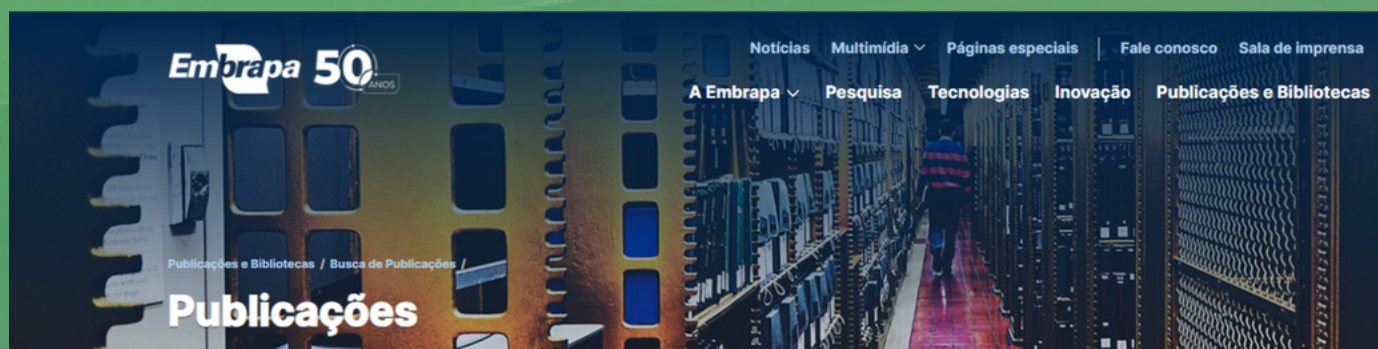 Embrapa 50 ANOS
Notícias Multimídia Páginas especiais | Fale conosco Sala de imprensa
A Embrapa Pesquisa Tecnologias Inovação Publicações e Bibliotecas
Publicações e Bibliotecas / Busca de Publicações /
Publicações